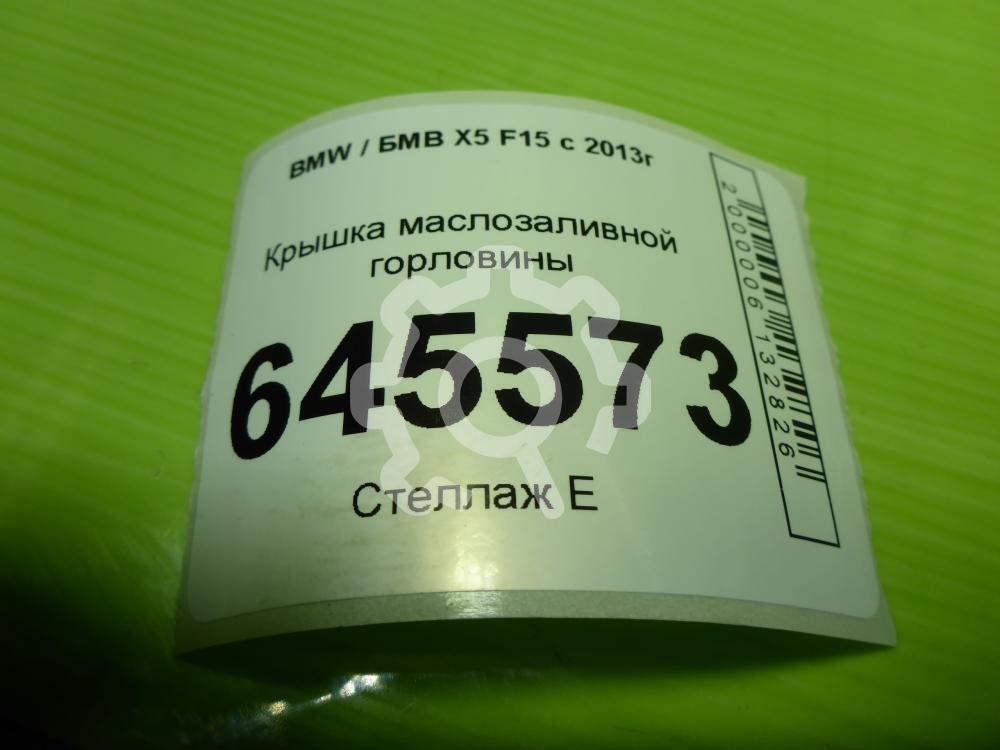 BMW / БМВ X5 F15 с 2013г
Крышка маслозаливной
горловины
645573
Стеллаж Е
2000006132826